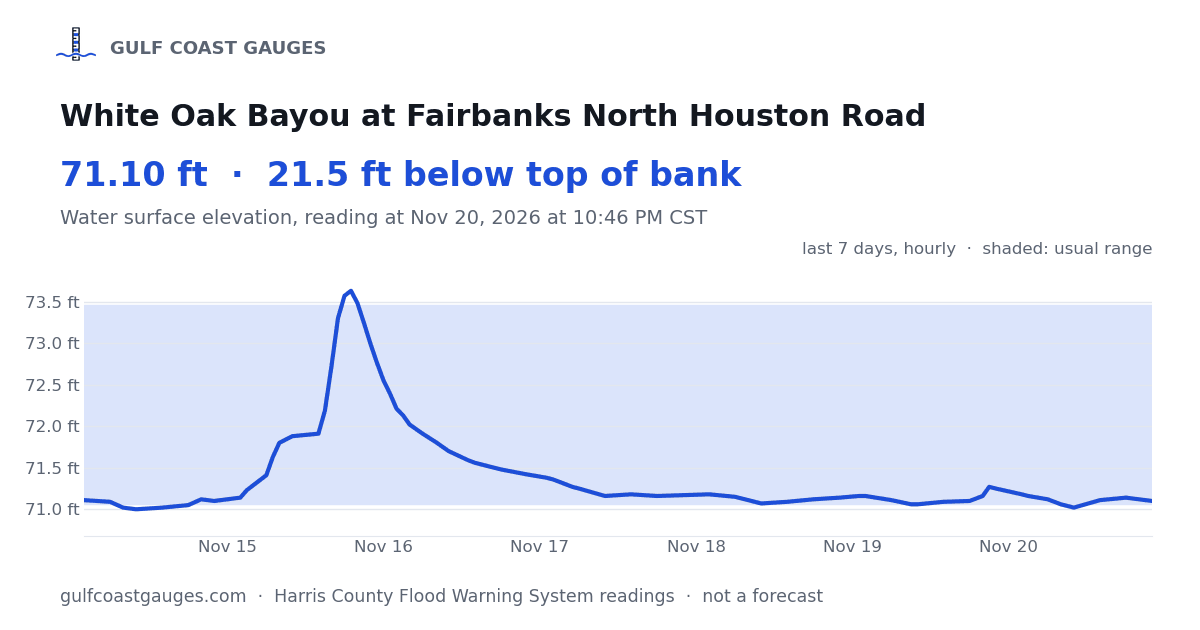 GULF COAST GAUGES
White Oak Bayou at Fairbanks North Houston Road
71.10 ft · 21.5 ft below top of bank
Water surface elevation, reading at Nov 20, 2026 at 10:46 PM CST
last 7 days, hourly · shaded: usual range
73.5 ft
73.0 ft
72.5 ft
72.0 ft
71.5 ft
71.0 ft
Nov 15 Nov 16 Nov 17 Nov 18 Nov 19 Nov 20
gulfcoastgauges.com · Harris County Flood Warning System readings · not a forecast